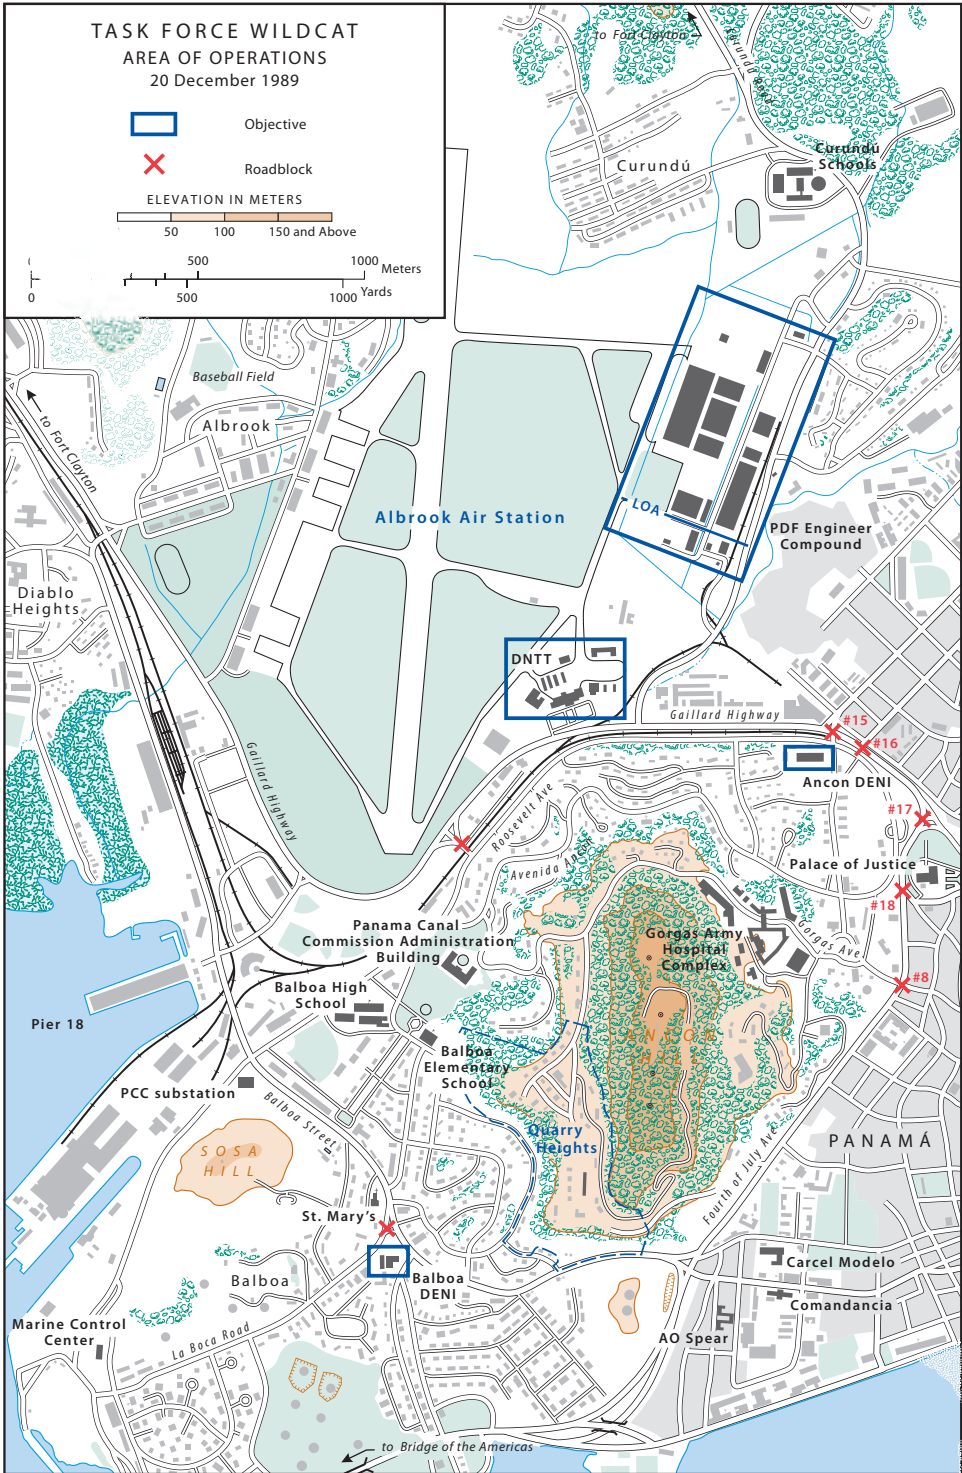 TASK FORCE WILDCAT
AREA OF OPERATIONS
20 December 1989
Objective
Roadblock
ELEVATION IN METERS
50 100 150 and Above
500 1000 Meters
0 500 1000 Yards
to Fort Clayton
Curundú Road
Curundú
Curundú
Schools
Baseball Field
Albrook
to Fort Clayton
Albrook Air Station
LOA
PDF Engineer
Compound
Diablo
Heights
DNTT
Gaillard Highway
#15
#16
Ancon DENI
Gaillard Highway
#17
Roosevelt Ave
Avenida Ancon
Palace of Justice
#18
Panama Canal
Commission Administration
Building
Gorgas Army
Hospital
Complex
Gorgas Ave
#8
Balboa High
School
Pier 18
ANCON
Balboa
Elementary
School
PCC substation
Balboa Street
Quarry
Heights
PANAMÁ
SOSA
HILL
Fourth of July Ave
St. Mary's
Carcel Modelo
Balboa
Balboa
DENI
Comandancia
Marine Control
Center
La Boca Road
AO Spear
to Bridge of the Americas